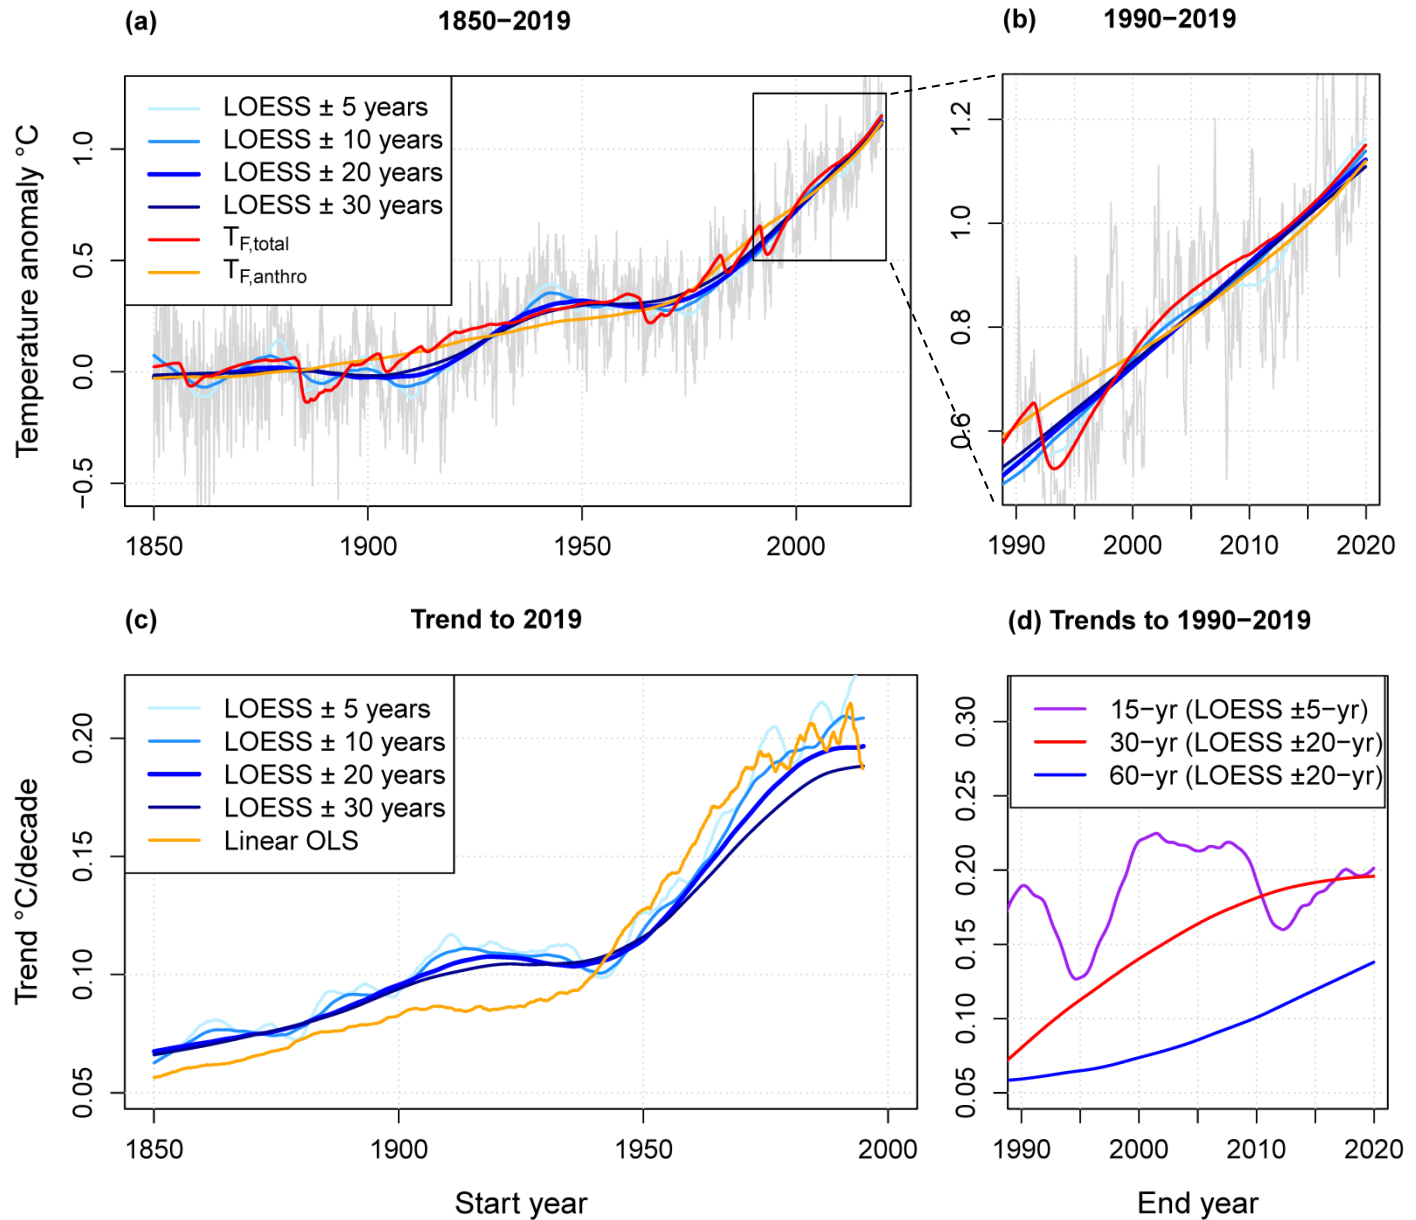 (a) 1850−2019
LOESS ± 5 years
LOESS ± 10 years
LOESS ± 20 years
LOESS ± 30 years
TF,total
TF,anthro
Temperature anomaly °C
1.0
0.5
0.0
−0.5
1850 1900 1950 2000
(b) 1990−2019
1.2
1.0
0.8
0.6
1990 2000 2010 2020
(c) Trend to 2019
LOESS ± 5 years
LOESS ± 10 years
LOESS ± 20 years
LOESS ± 30 years
Linear OLS
Trend °C/decade
0.20
0.15
0.10
0.05
1850 1900 1950 2000
Start year
(d) Trends to 1990−2019
15−yr (LOESS ±5−yr)
30−yr (LOESS ±20−yr)
60−yr (LOESS ±20−yr)
0.30
0.25
0.20
0.15
0.10
0.05
1990 2000 2010 2020
End year